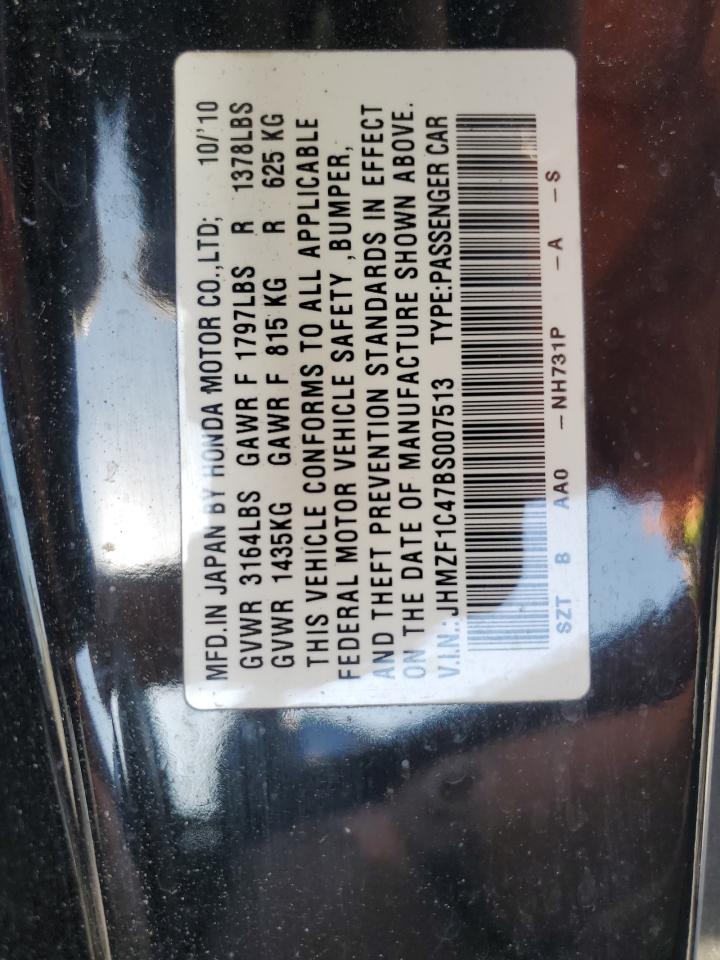 MFD.IN JAPAN BY HONDA MOTOR CO.,LTD; 10/'10
GVWR 3164LBS GAWR F 1797LBS R 1378LBS
GVWR 1435KG GAWR F 815 KG R 625 KG
THIS VEHICLE CONFORMS TO ALL APPLICABLE
FEDERAL MOTOR VEHICLE SAFETY ,BUMPER,
AND THEFT PREVENTION STANDARDS IN EFFECT
ON THE DATE OF MANUFACTURE SHOWN ABOVE.
V.I.N.: JHMZF1C47BS007513 TYPE:PASSENGER CAR
SZT B AA0 -NH731P -A -S